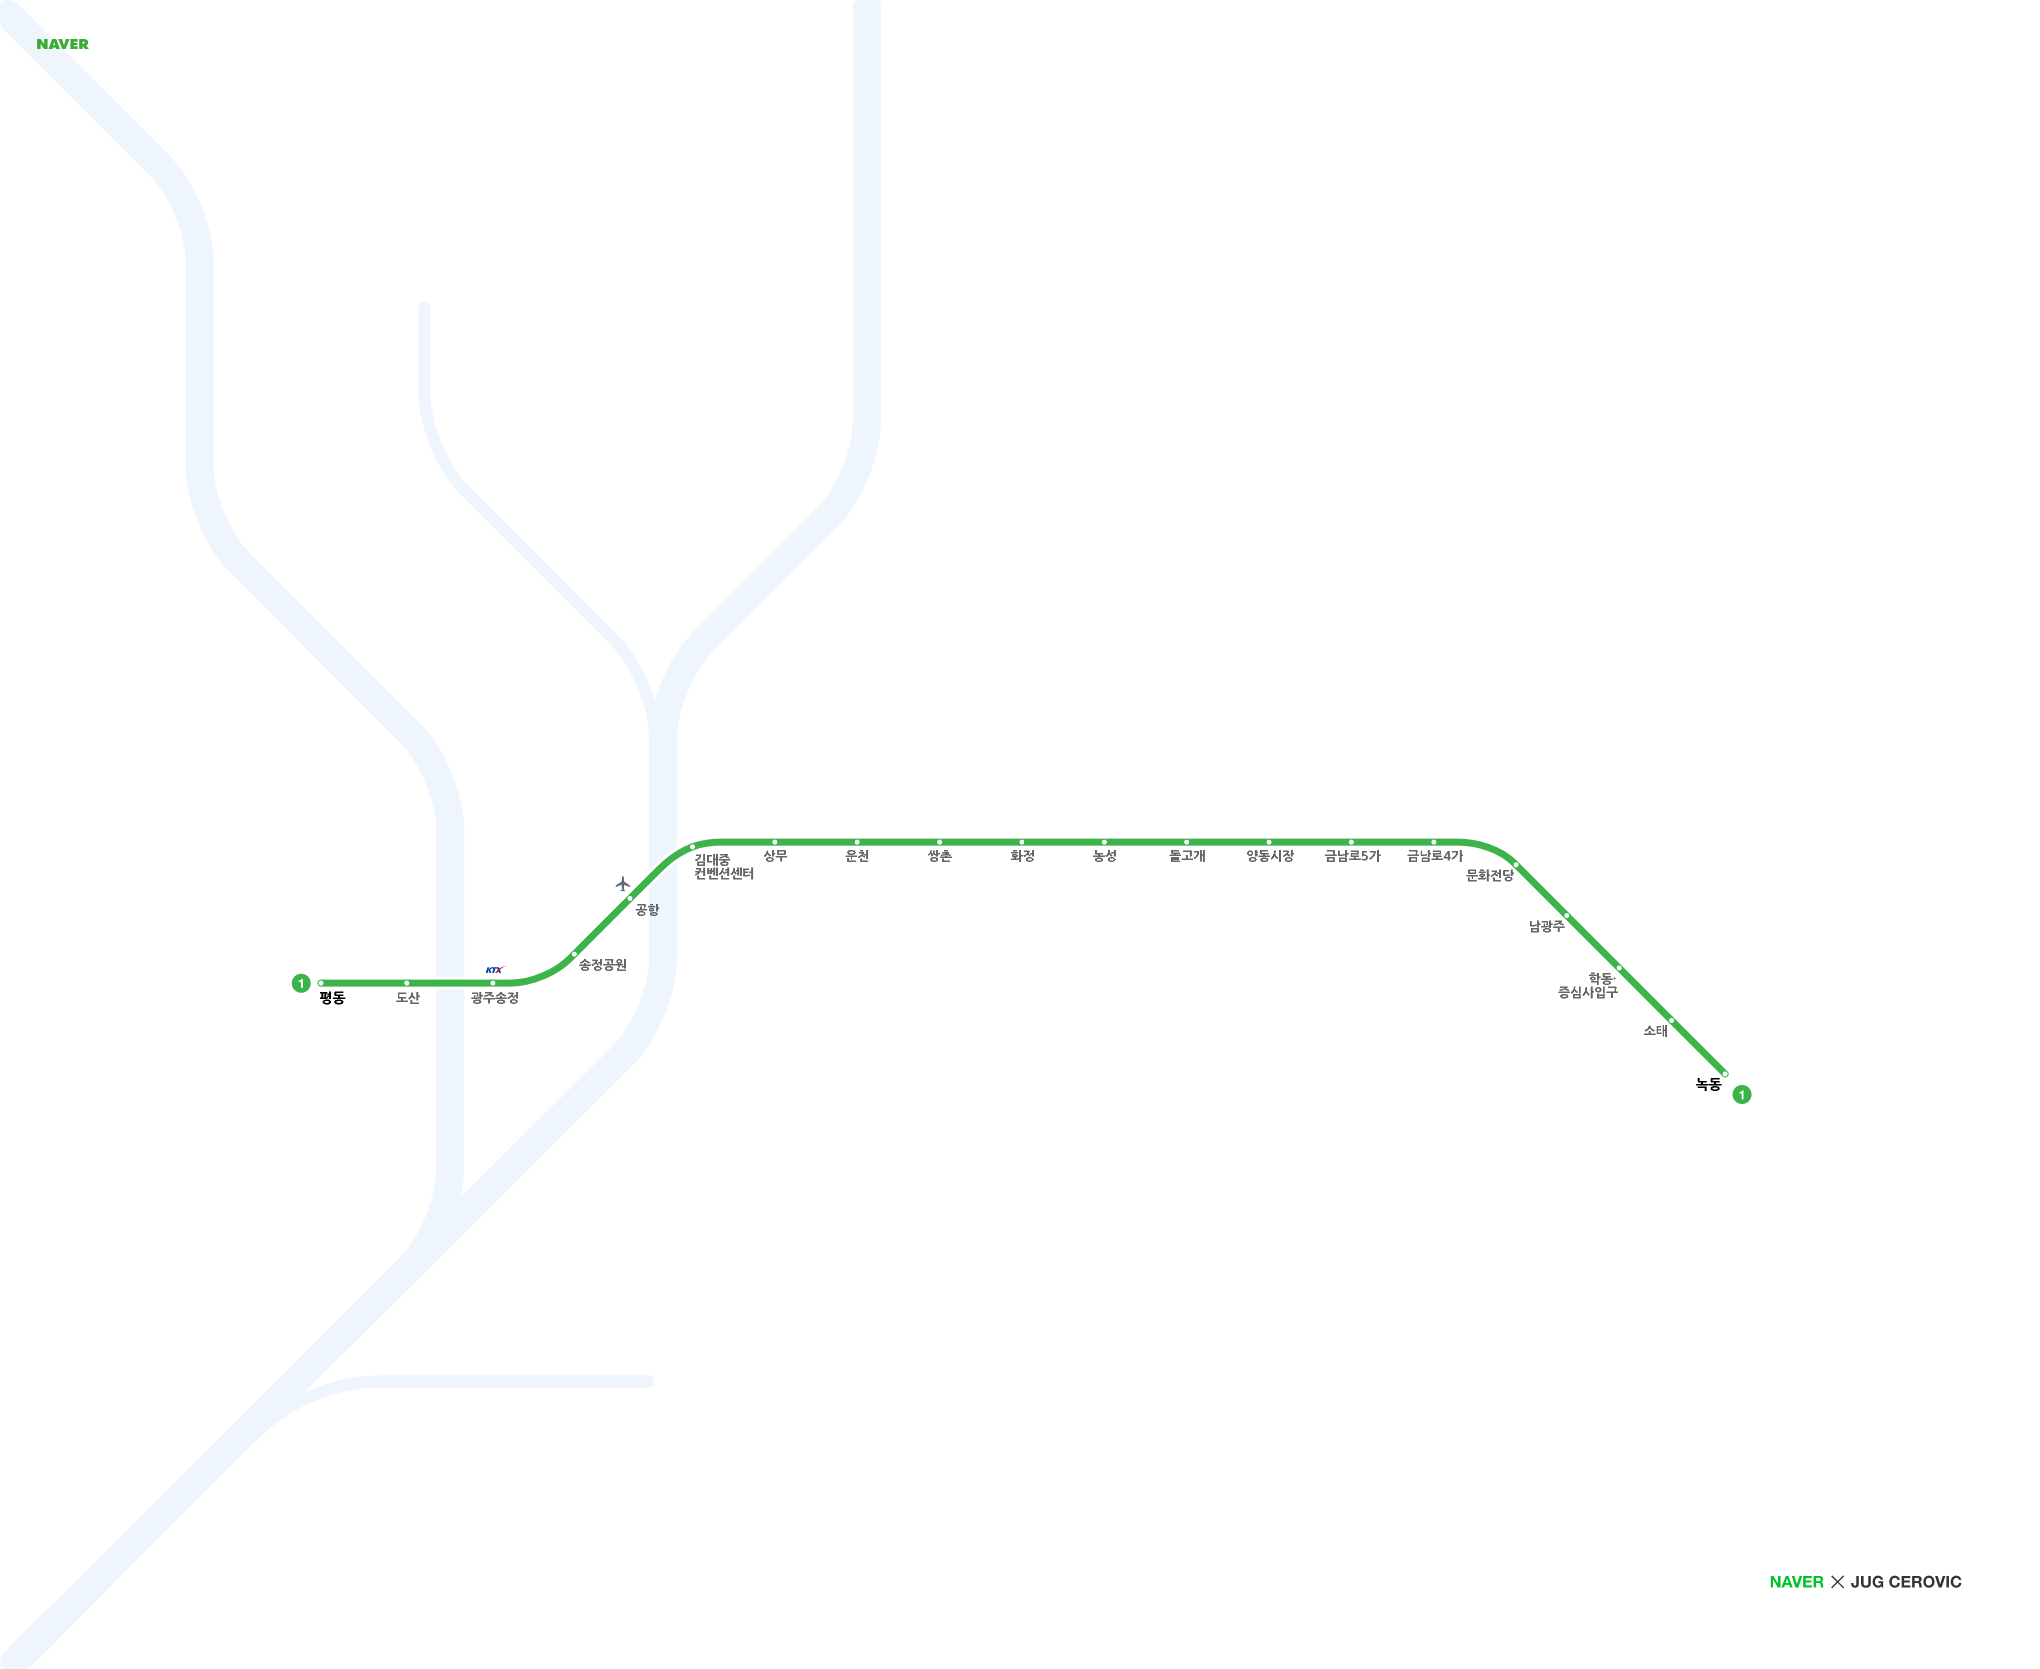 NAVER
상무
운천
쌍촌
화정
농성
돌고개
양동시장
금남로5가
금남로4가
김대중
컨벤션센터
문화전당
공항
남광주
송정공원
KTX
학동·
증심사입구
1
평동
도산
광주송정
소태
녹동
1
NAVER × JUG CEROVIC